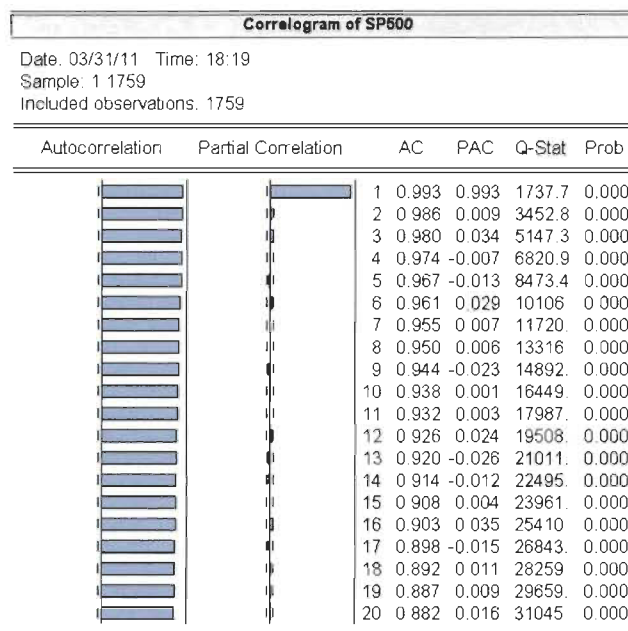 Correlogram of SP500
Date. 03/31/11 Time: 18:19
Sample: 1 1759
Included observations. 1759
Autocorrelation Partial Correlation AC PAC Q-Stat Prob
1 0.993 0.993 1737.7 0.000
2 0.986 0.009 3452.8 0.000
3 0.980 0.034 5147.3 0.000
4 0.974 -0.007 6820.9 0.000
5 0.967 -0.013 8473.4 0.000
6 0.961 0.029 10106 0.000
7 0.955 0 007 11720. 0.000
8 0.950 0.006 13316 0.000
9 0.944 -0.023 14892. 0.000
10 0.938 0.001 16449. 0.000
11 0.932 0.003 17987. 0.000
12 0.926 0.024 19508. 0.000
13 0.920 -0.026 21011. 0.000
14 0.914 -0.012 22495. 0.000
15 0 908 0.004 23961. 0.000
16 0.903 0 035 25410 0.000
17 0.898 -0.015 26843. 0.000
18 0.892 0 011 28259 0.000
19 0.887 0.009 29659. 0.000
20 0 882 0.016 31045 0.000